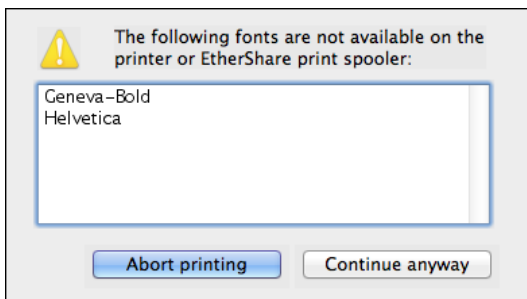 The following fonts are not available on the
printer or EtherShare print spooler:
Geneva-Bold
Helvetica
Abort printing
Continue anyway